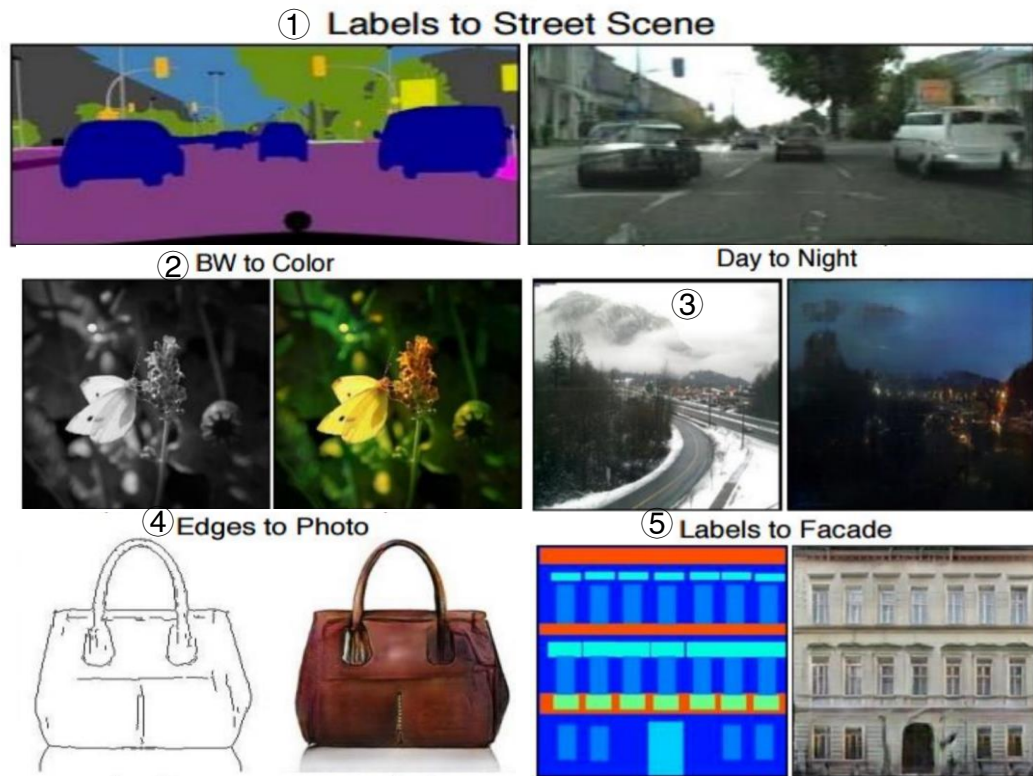 ① Labels to Street Scene
② BW to Color
Day to Night
③
④ Edges to Photo
⑤ Labels to Facade